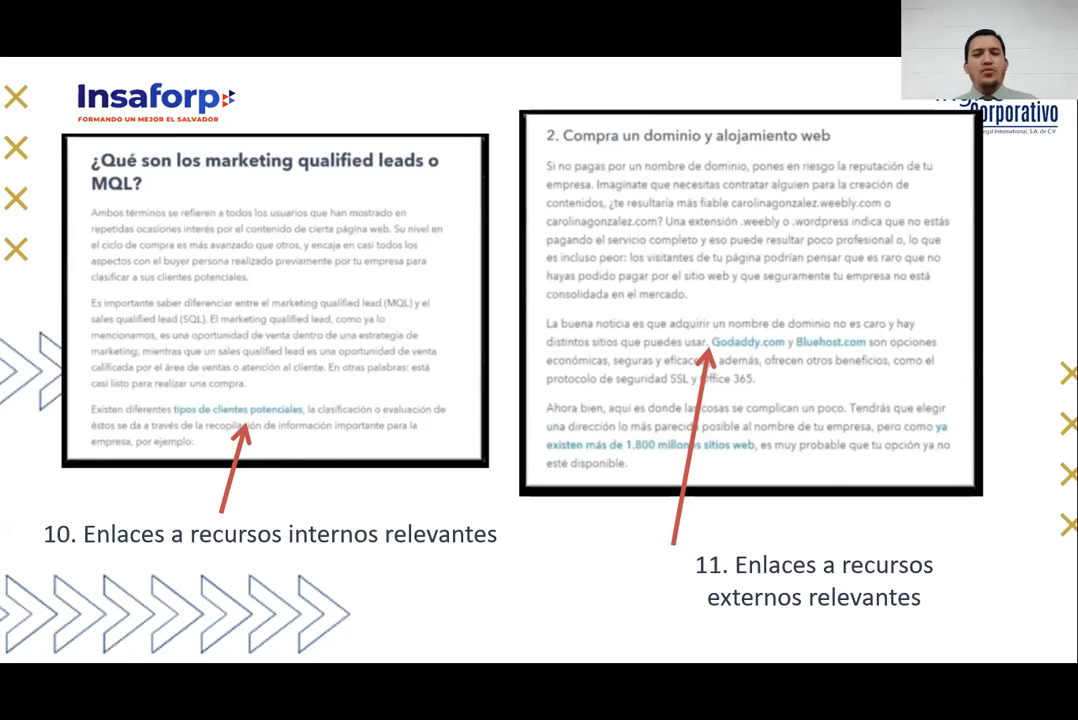 Insaforp
FORMANDO UN MEJOR EL SALVADOR
Corporativo
¿Qué son los marketing qualified leads o
MQL?
Ambos términos se refieren a todos los usuarios que han mostrado en
repetidas ocasiones interés por el contenido de cierta página web. Su nivel en
el ciclo de compra es más avanzado que otros, y encaja en casi todos los
aspectos con el buyer persona realizado previamente por tu empresa para
clasificar a sus clientes potenciales.
Es importante saber diferenciar entre el marketing qualified lead (MQL) y el
sales qualified lead (SQL). El marketing qualified lead, como ya lo
mencionamos, es una oportunidad de venta dentro de una estrategia de
marketing; mientras que un sales qualified lead es una oportunidad de venta
calificada por el área de ventas o atención al cliente. En otras palabras: está
casi listo para realizar una compra.
Existen diferentes tipos de clientes potenciales, la clasificación o evaluación de
éstos se da a través de la recopilación de información importante para la
empresa, por ejemplo:
10. Enlaces a recursos internos relevantes
2. Compra un dominio y alojamiento web
Si no pagas por un nombre de dominio, pones en riesgo la reputación de tu
empresa. Imagínate que necesitas contratar alguien para la creación de
contenidos, ¿te resultaría más fiable carolinagonzalez.weebly.com o
carolinagonzalez.com? Una extensión .weebly o .wordpress indica que no estás
pagando el servicio completo y eso puede resultar poco profesional o, lo que
es incluso peor: los visitantes de tu página podrían pensar que es raro que no
hayas podido pagar por el sitio web y que seguramente tu empresa no está
consolidada en el mercado.
La buena noticia es que adquirir un nombre de dominio no es caro y hay
distintos sitios que puedes usar. Godaddy.com y Bluehost.com son opciones
económicas, seguras y eficaces además, ofrecen otros beneficios, como el
protocolo de seguridad SSL y Office 365.
Ahora bien, aquí es donde las cosas se complican un poco. Tendrás que elegir
una dirección lo más parecida posible al nombre de tu empresa, pero como ya
existen más de 1.800 millones sitios web, es muy probable que tu opción ya no
esté disponible.
11. Enlaces a recursos
externos relevantes